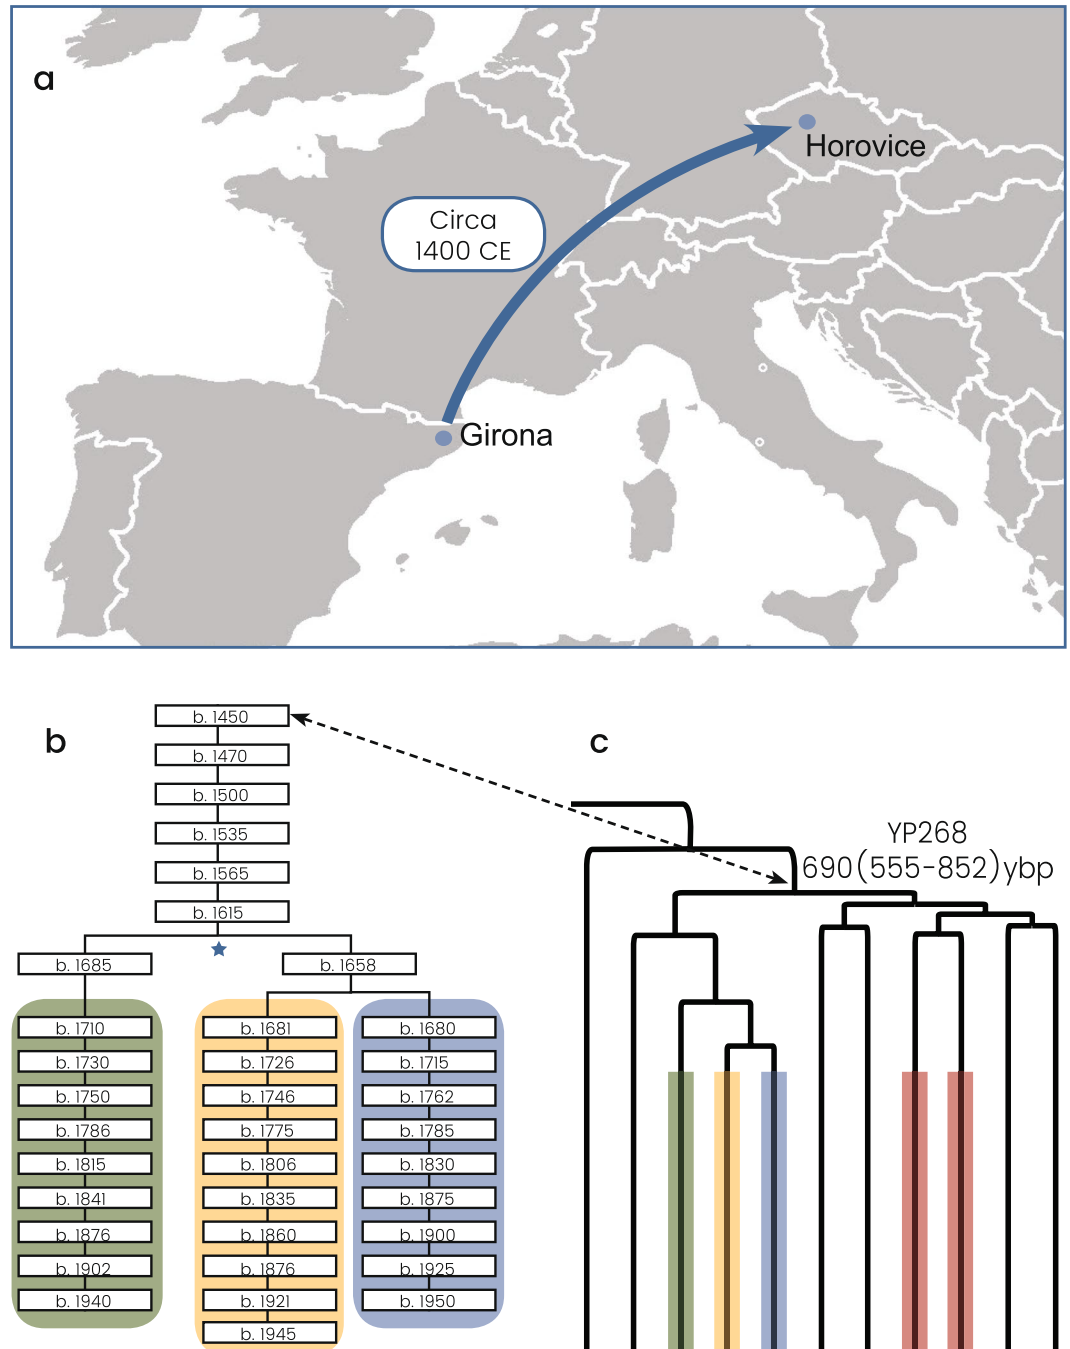 a
Horovice
Circa
1400 CE
Girona
b
b. 1450
b. 1470
b. 1500
b. 1535
b. 1565
b. 1615
b. 1685
b. 1658
b. 1710
b. 1730
b. 1750
b. 1786
b. 1815
b. 1841
b. 1876
b. 1902
b. 1940
b. 1681
b. 1726
b. 1746
b. 1775
b. 1806
b. 1835
b. 1860
b. 1876
b. 1921
b. 1945
b. 1680
b. 1715
b. 1762
b. 1785
b. 1830
b. 1875
b. 1900
b. 1925
b. 1950
c
YP268
690(555-852)ybp